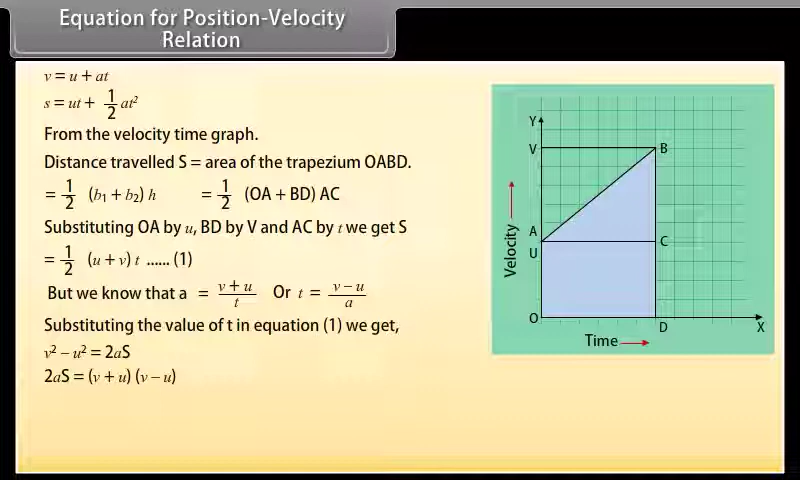 Equation for Position-Velocity
Relation
v = u + at
s = ut + 1/2 at²
From the velocity time graph.
Distance travelled S = area of the trapezium OABD.
= 1/2 (b₁ + b₂) h = 1/2 (OA + BD) AC
Substituting OA by u, BD by V and AC by t we get S
= 1/2 (u + v) t ...... (1)
But we know that a = (v + u)/t Or t = (v – u)/a
Substituting the value of t in equation (1) we get,
v² – u² = 2aS
2aS = (v + u) (v – u)
Y
V
B
A
C
U
Velocity
O
D
X
Time